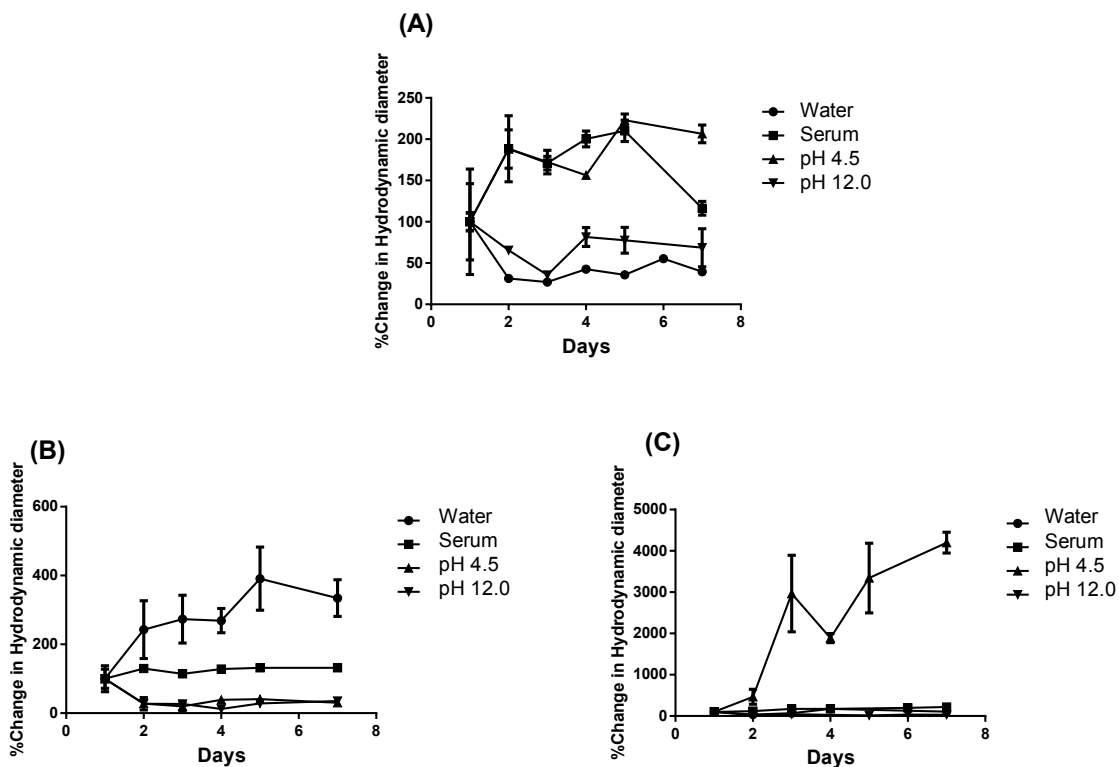 (A)
%Change in Hydrodynamic diameter
250
200
150
100
50
0
0 2 4 6 8
Days
Water
Serum
pH 4.5
pH 12.0
(B)
%Change in Hydrodynamic diameter
600
400
200
0
0 2 4 6 8
Days
Water
Serum
pH 4.5
pH 12.0
(C)
%Change in Hydrodynamic diameter
5000
4000
3000
2000
1000
0
0 2 4 6 8
Days
Water
Serum
pH 4.5
pH 12.0